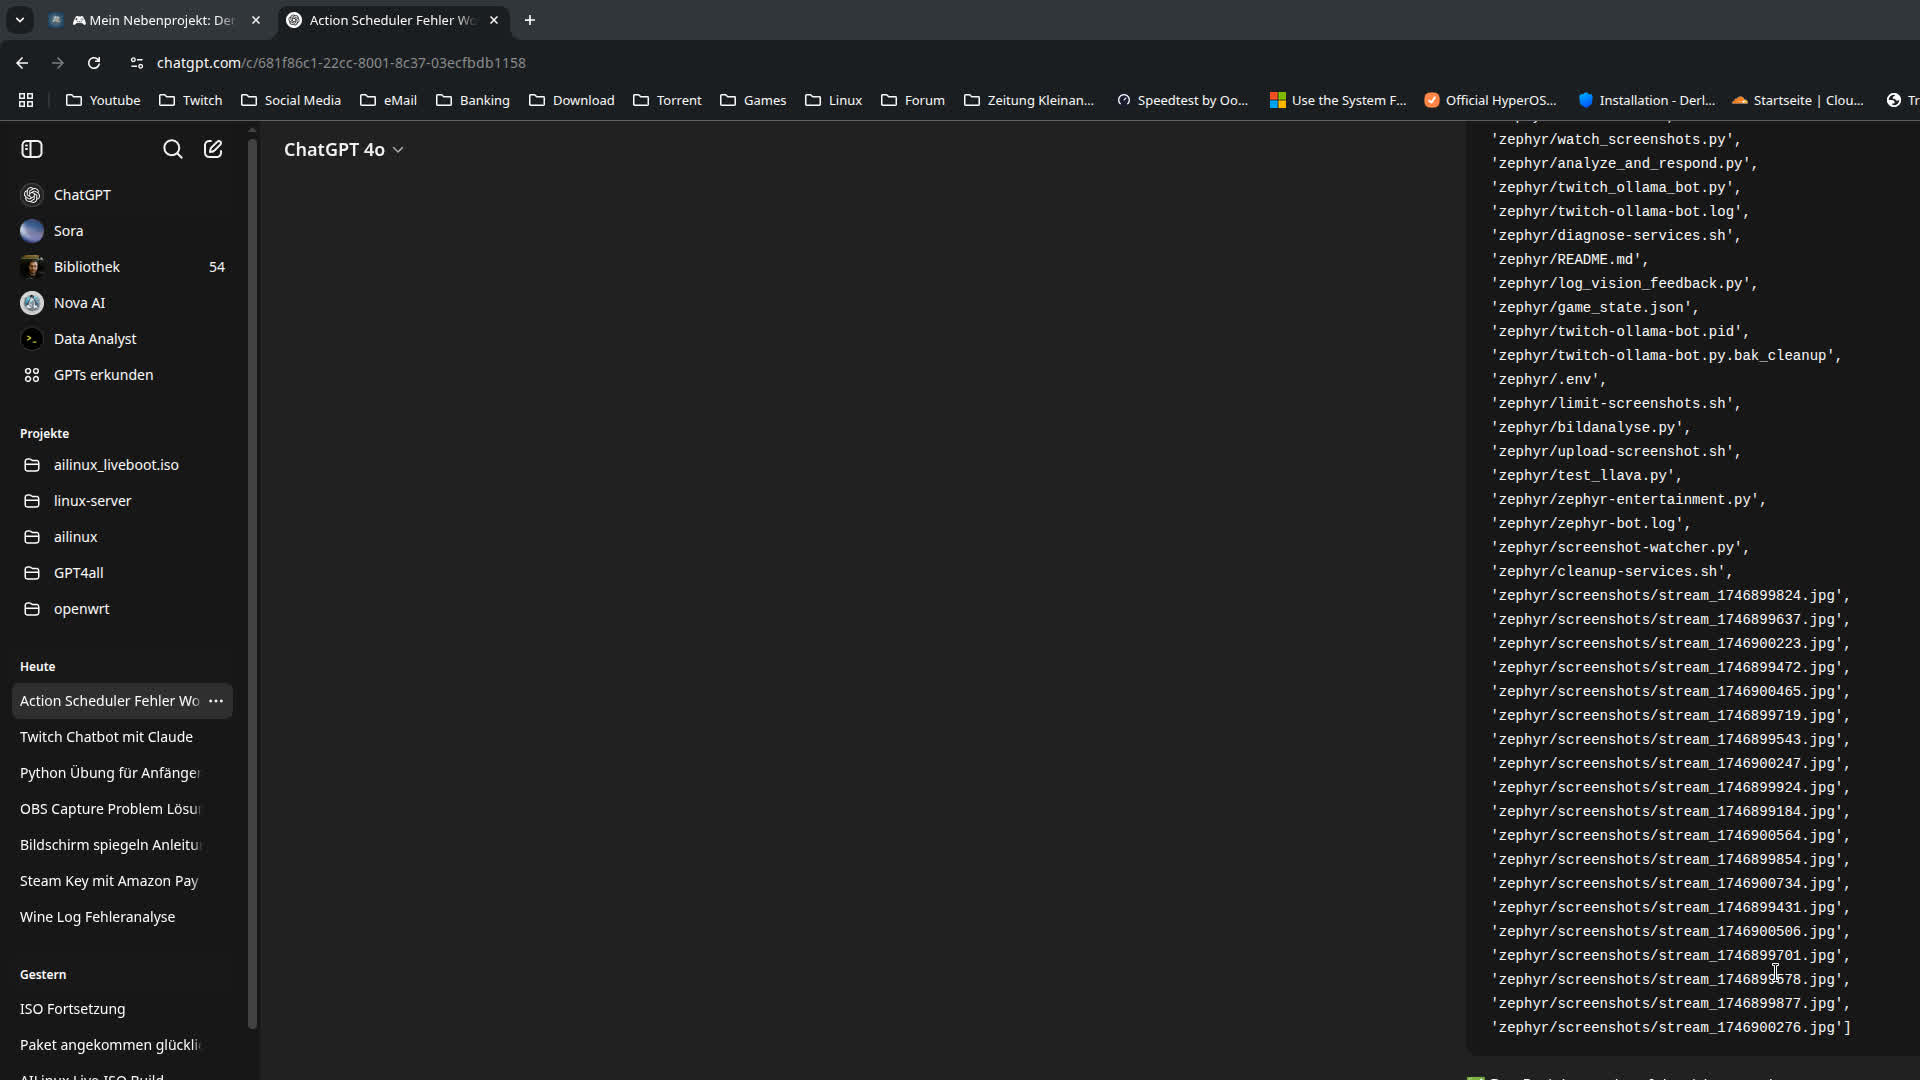 🎮 Mein Nebenprojekt: Der
Action Scheduler Fehler Wo
chatgpt.com/c/681f86c1-22cc-8001-8c37-03ecfbdb1158
Youtube
Twitch
Social Media
eMail
Banking
Download
Torrent
Games
Linux
Forum
Zeitung Kleinan...
Speedtest by Oo...
Use the System F...
Official HyperOS...
Installation - Derl...
Startseite | Clou...
Tr
ChatGPT
Sora
Bibliothek 54
Nova AI
Data Analyst
GPTs erkunden
Projekte
ailinux_liveboot.iso
linux-server
ailinux
GPT4all
openwrt
Heute
Action Scheduler Fehler Wo
Twitch Chatbot mit Claude
Python Übung für Anfänger
OBS Capture Problem Lösu
Bildschirm spiegeln Anleitu
Steam Key mit Amazon Pay
Wine Log Fehleranalyse
Gestern
ISO Fortsetzung
Paket angekommen glückli
AILinux Live ISO Build
ChatGPT 4o
'zephyr/watch_screenshots.py',
'zephyr/analyze_and_respond.py',
'zephyr/twitch_ollama_bot.py',
'zephyr/twitch-ollama-bot.log',
'zephyr/diagnose-services.sh',
'zephyr/README.md',
'zephyr/log_vision_feedback.py',
'zephyr/game_state.json',
'zephyr/twitch-ollama-bot.pid',
'zephyr/twitch-ollama-bot.py.bak_cleanup',
'zephyr/.env',
'zephyr/limit-screenshots.sh',
'zephyr/bildanalyse.py',
'zephyr/upload-screenshot.sh',
'zephyr/test_llava.py',
'zephyr/zephyr-entertainment.py',
'zephyr/zephyr-bot.log',
'zephyr/screenshot-watcher.py',
'zephyr/cleanup-services.sh',
'zephyr/screenshots/stream_1746899824.jpg',
'zephyr/screenshots/stream_1746899637.jpg',
'zephyr/screenshots/stream_1746900223.jpg',
'zephyr/screenshots/stream_1746899472.jpg',
'zephyr/screenshots/stream_1746900465.jpg',
'zephyr/screenshots/stream_1746899719.jpg',
'zephyr/screenshots/stream_1746899543.jpg',
'zephyr/screenshots/stream_1746900247.jpg',
'zephyr/screenshots/stream_1746899924.jpg',
'zephyr/screenshots/stream_1746899184.jpg',
'zephyr/screenshots/stream_1746900564.jpg',
'zephyr/screenshots/stream_1746899854.jpg',
'zephyr/screenshots/stream_1746900734.jpg',
'zephyr/screenshots/stream_1746899431.jpg',
'zephyr/screenshots/stream_1746900506.jpg',
'zephyr/screenshots/stream_1746899701.jpg',
'zephyr/screenshots/stream_1746899578.jpg',
'zephyr/screenshots/stream_1746899877.jpg',
'zephyr/screenshots/stream_1746900276.jpg']